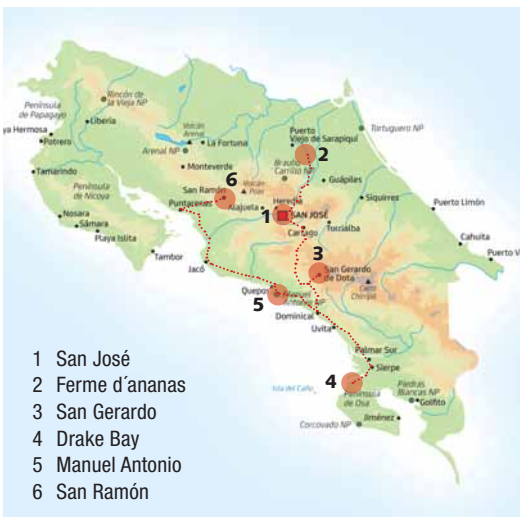 Rincón de
la Vieja NP
Península
de Papagayo
Liberia
ya Hermosa
Potrero
Tamarindo
Península
de Nicoya
Nosara
Sámara
Playa Islita
Tambor
Volcán
Arenal
La Fortuna
Arenal NP
Monteverde
Puerto
Viejo de Sarapiquí
2
Tortuguero NP
Braulio
Carrillo NP
Guápiles
Siquirres
Puerto Limón
San Ramón
6
Volcán
Poás
Heredia
Alajuela
1
SAN JOSÉ
Puntarenas
Cartago
Turrialba
Cahuita
Puerto V
Jacó
3
San Gerardo
de Dota
Cerro
Chirripó
Quepos
Manuel
Antonio NP
5
Dominical
Uvita
Palmar Sur
Sierpe
4
Isla del Caño
Península
de Osa
Piedras
Blancas NP
Golfito
Jiménez
Corcovado NP
1 San José
2 Ferme d´ananas
3 San Gerardo
4 Drake Bay
5 Manuel Antonio
6 San Ramón